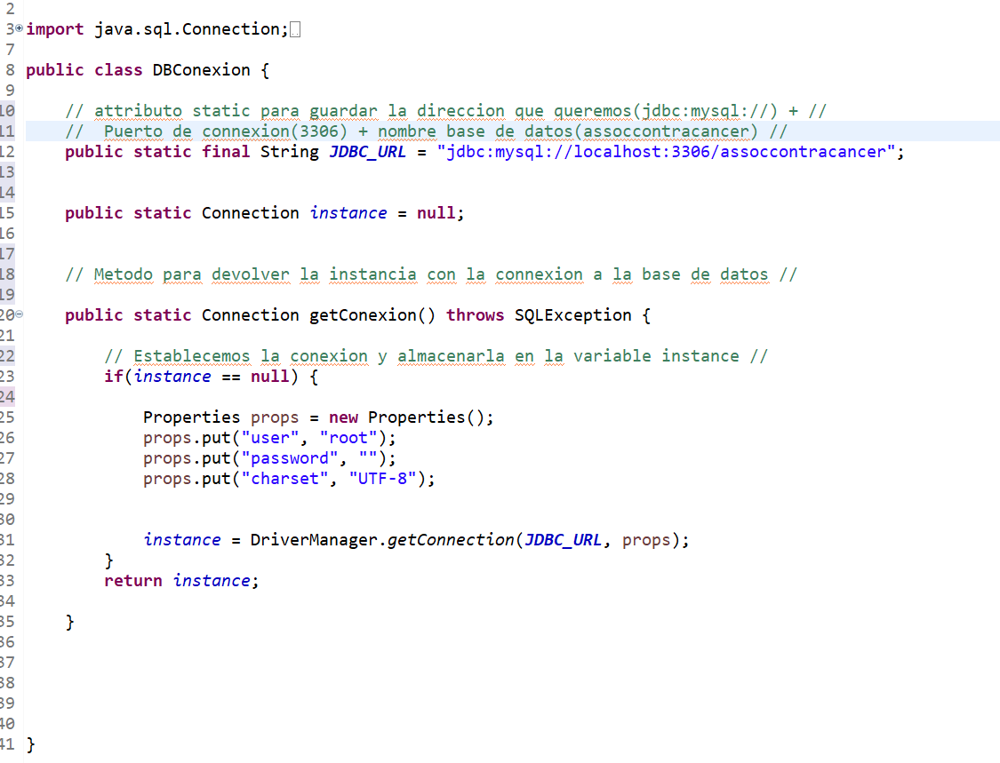 2
3 import java.sql.Connection;
7
8 public class DBConexion {
9
10 // attributo static para guardar la direccion que queremos(jdbc:mysql://) + //
11 //  Puerto de connexion(3306) + nombre base de datos(assoccontracancer) //
12 public static final String JDBC_URL = "jdbc:mysql://localhost:3306/assoccontracancer";
13
14
15 public static Connection instance = null;
16
17
18 // Metodo para devolver la instancia con la connexion a la base de datos //
19
20 public static Connection getConexion() throws SQLException {
21
22 // Establecemos la conexion y almacenarla en la variable instance //
23 if(instance == null) {
24
25 Properties props = new Properties();
26 props.put("user", "root");
27 props.put("password", "");
28 props.put("charset", "UTF-8");
29
30
31 instance = DriverManager.getConnection(JDBC_URL, props);
32 }
33 return instance;
34
35 }
36
37
38
39
40
41 }